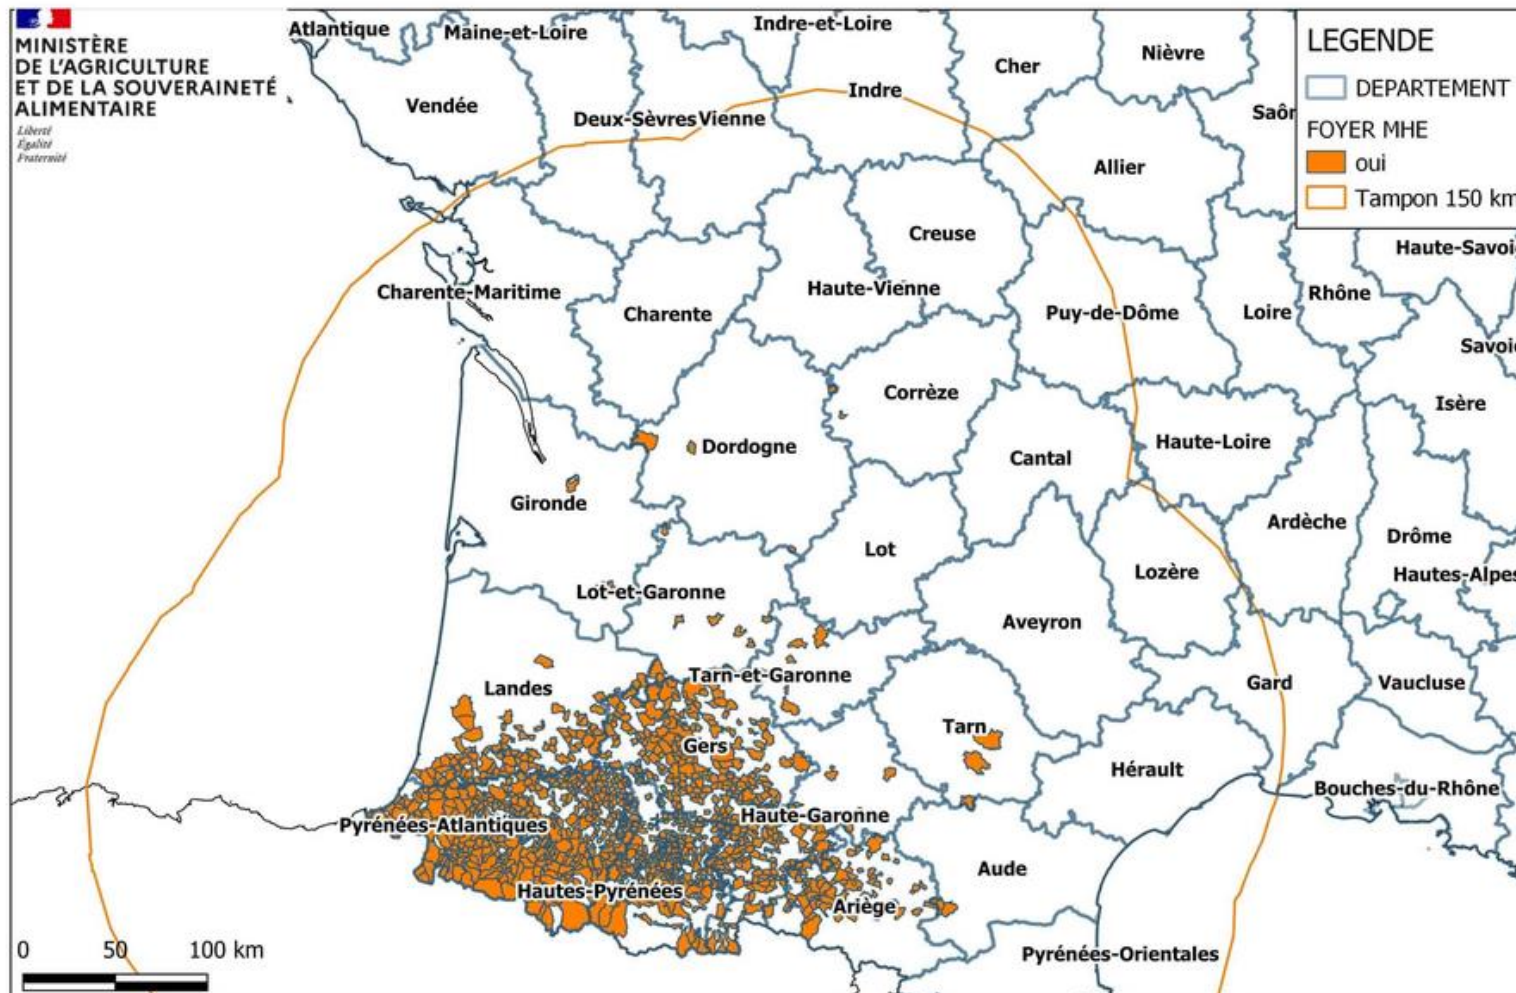 MINISTÈRE
DE L'AGRICULTURE
ET DE LA SOUVERAINETÉ
ALIMENTAIRE
Liberté
Égalité
Fraternité
Atlantique
Maine-et-Loire
Indre-et-Loire
Cher
Nièvre
LEGENDE
DEPARTEMENT
FOYER MHE
oui
Tampon 150 km
Vendée
Deux-Sèvres
Vienne
Indre
Saôn
Allier
Creuse
Haute-Savoie
Charente-Maritime
Charente
Haute-Vienne
Puy-de-Dôme
Loire
Rhône
Savoie
Corrèze
Isère
Dordogne
Cantal
Haute-Loire
Gironde
Lot
Ardèche
Drôme
Lot-et-Garonne
Lozère
Hautes-Alpes
Aveyron
Landes
Tarn-et-Garonne
Gard
Vaucluse
Gers
Tarn
Hérault
Bouches-du-Rhône
Pyrénées-Atlantiques
Haute-Garonne
Aude
Hautes-Pyrénées
Ariège
Pyrénées-Orientales
0 50 100 km